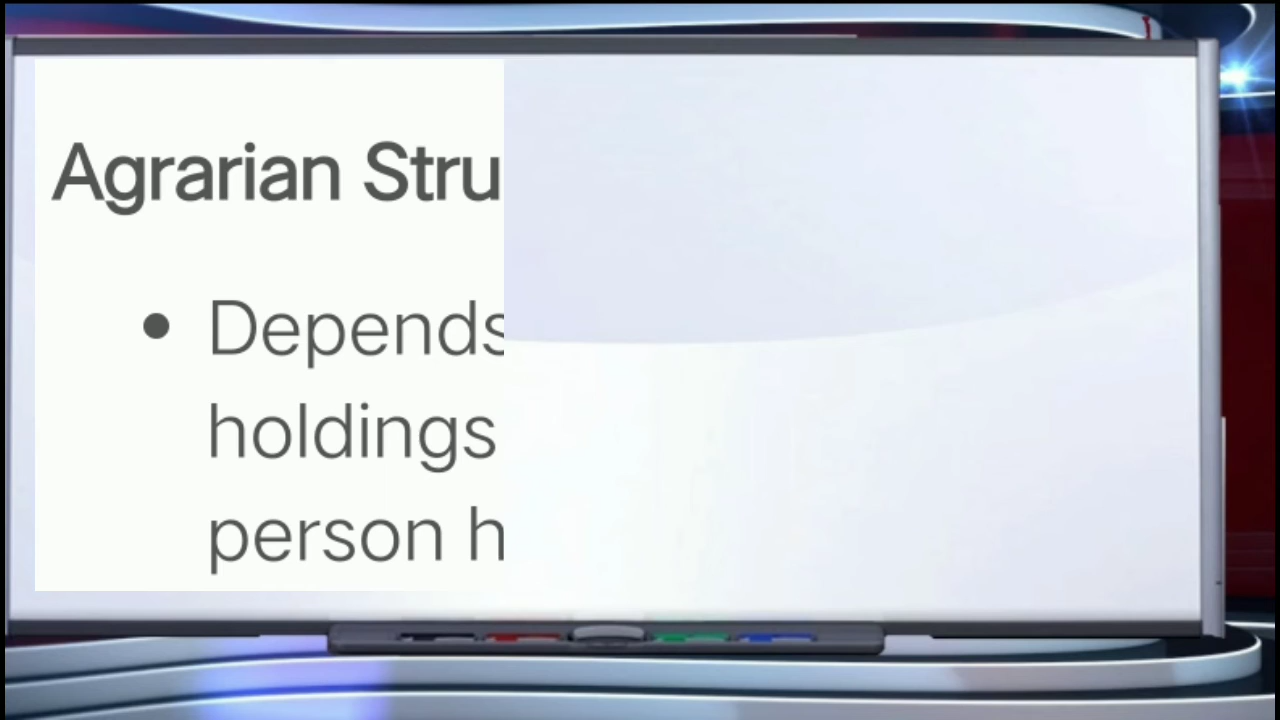 Agrarian Stru
• Depends
holdings
person h